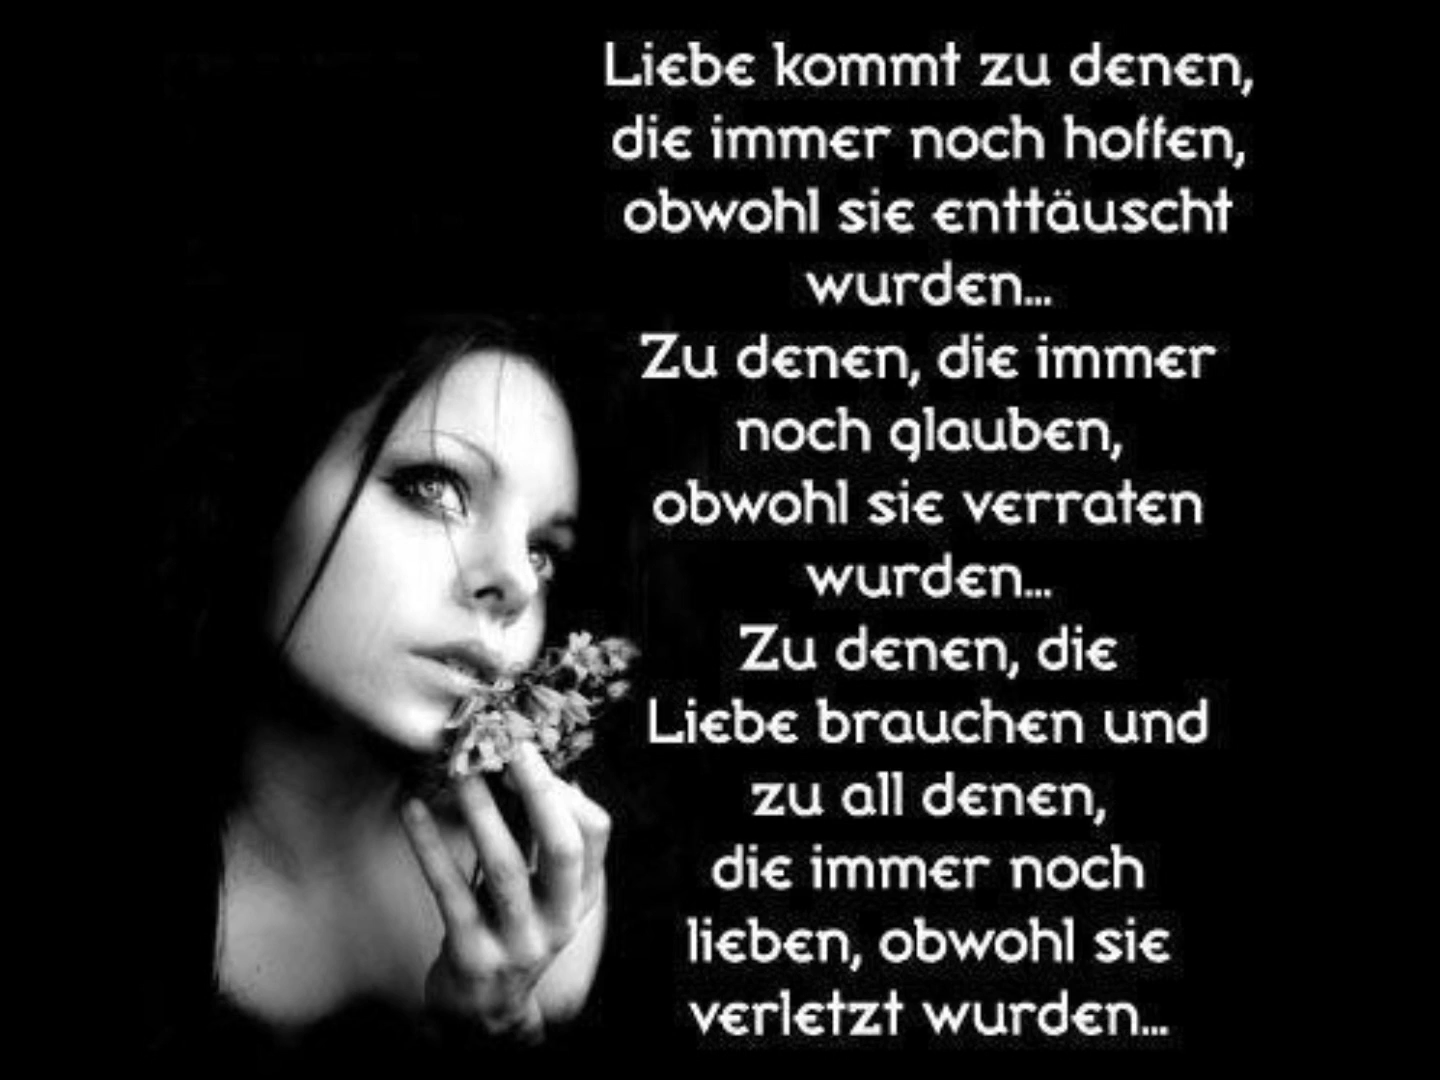 Liebe kommt zu denen,
die immer noch hoffen,
obwohl sie enttäuscht
wurden...
Zu denen, die immer
noch glauben,
obwohl sie verraten
wurden...
Zu denen, die
Liebe brauchen und
zu all denen,
die immer noch
lieben, obwohl sie
verletzt wurden...